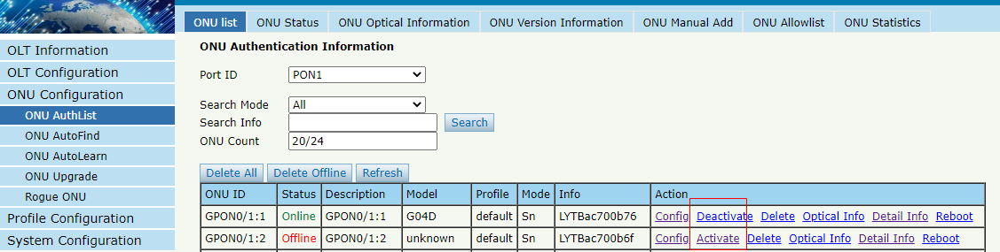 ONU list ONU Status ONU Optical Information ONU Version Information ONU Manual Add ONU Allowlist ONU Statistics
OLT Information
OLT Configuration
ONU Configuration
ONU AuthList
ONU AutoFind
ONU AutoLearn
ONU Upgrade
Rogue ONU
Profile Configuration
System Configuration
ONU Authentication Information
Port ID PON1
Search Mode All
Search Info Search
ONU Count 20/24
Delete All Delete Offline Refresh
ONU ID Status Description Model Profile Mode Info Action
GPON0/1:1 Online GPON0/1:1 G04D default Sn LYTBac700b76 Config Deactivate Delete Optical Info Detail Info Reboot
GPON0/1:2 Offline GPON0/1:2 unknown default Sn LYTBac700b6f Config Activate Delete Optical Info Detail Info Reboot